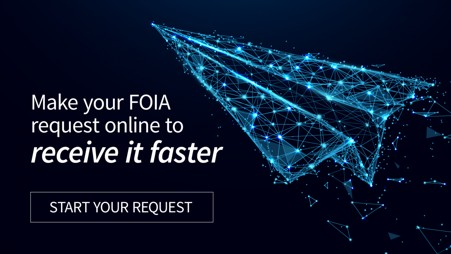 Make your FOIA
request online to
receive it faster
START YOUR REQUEST